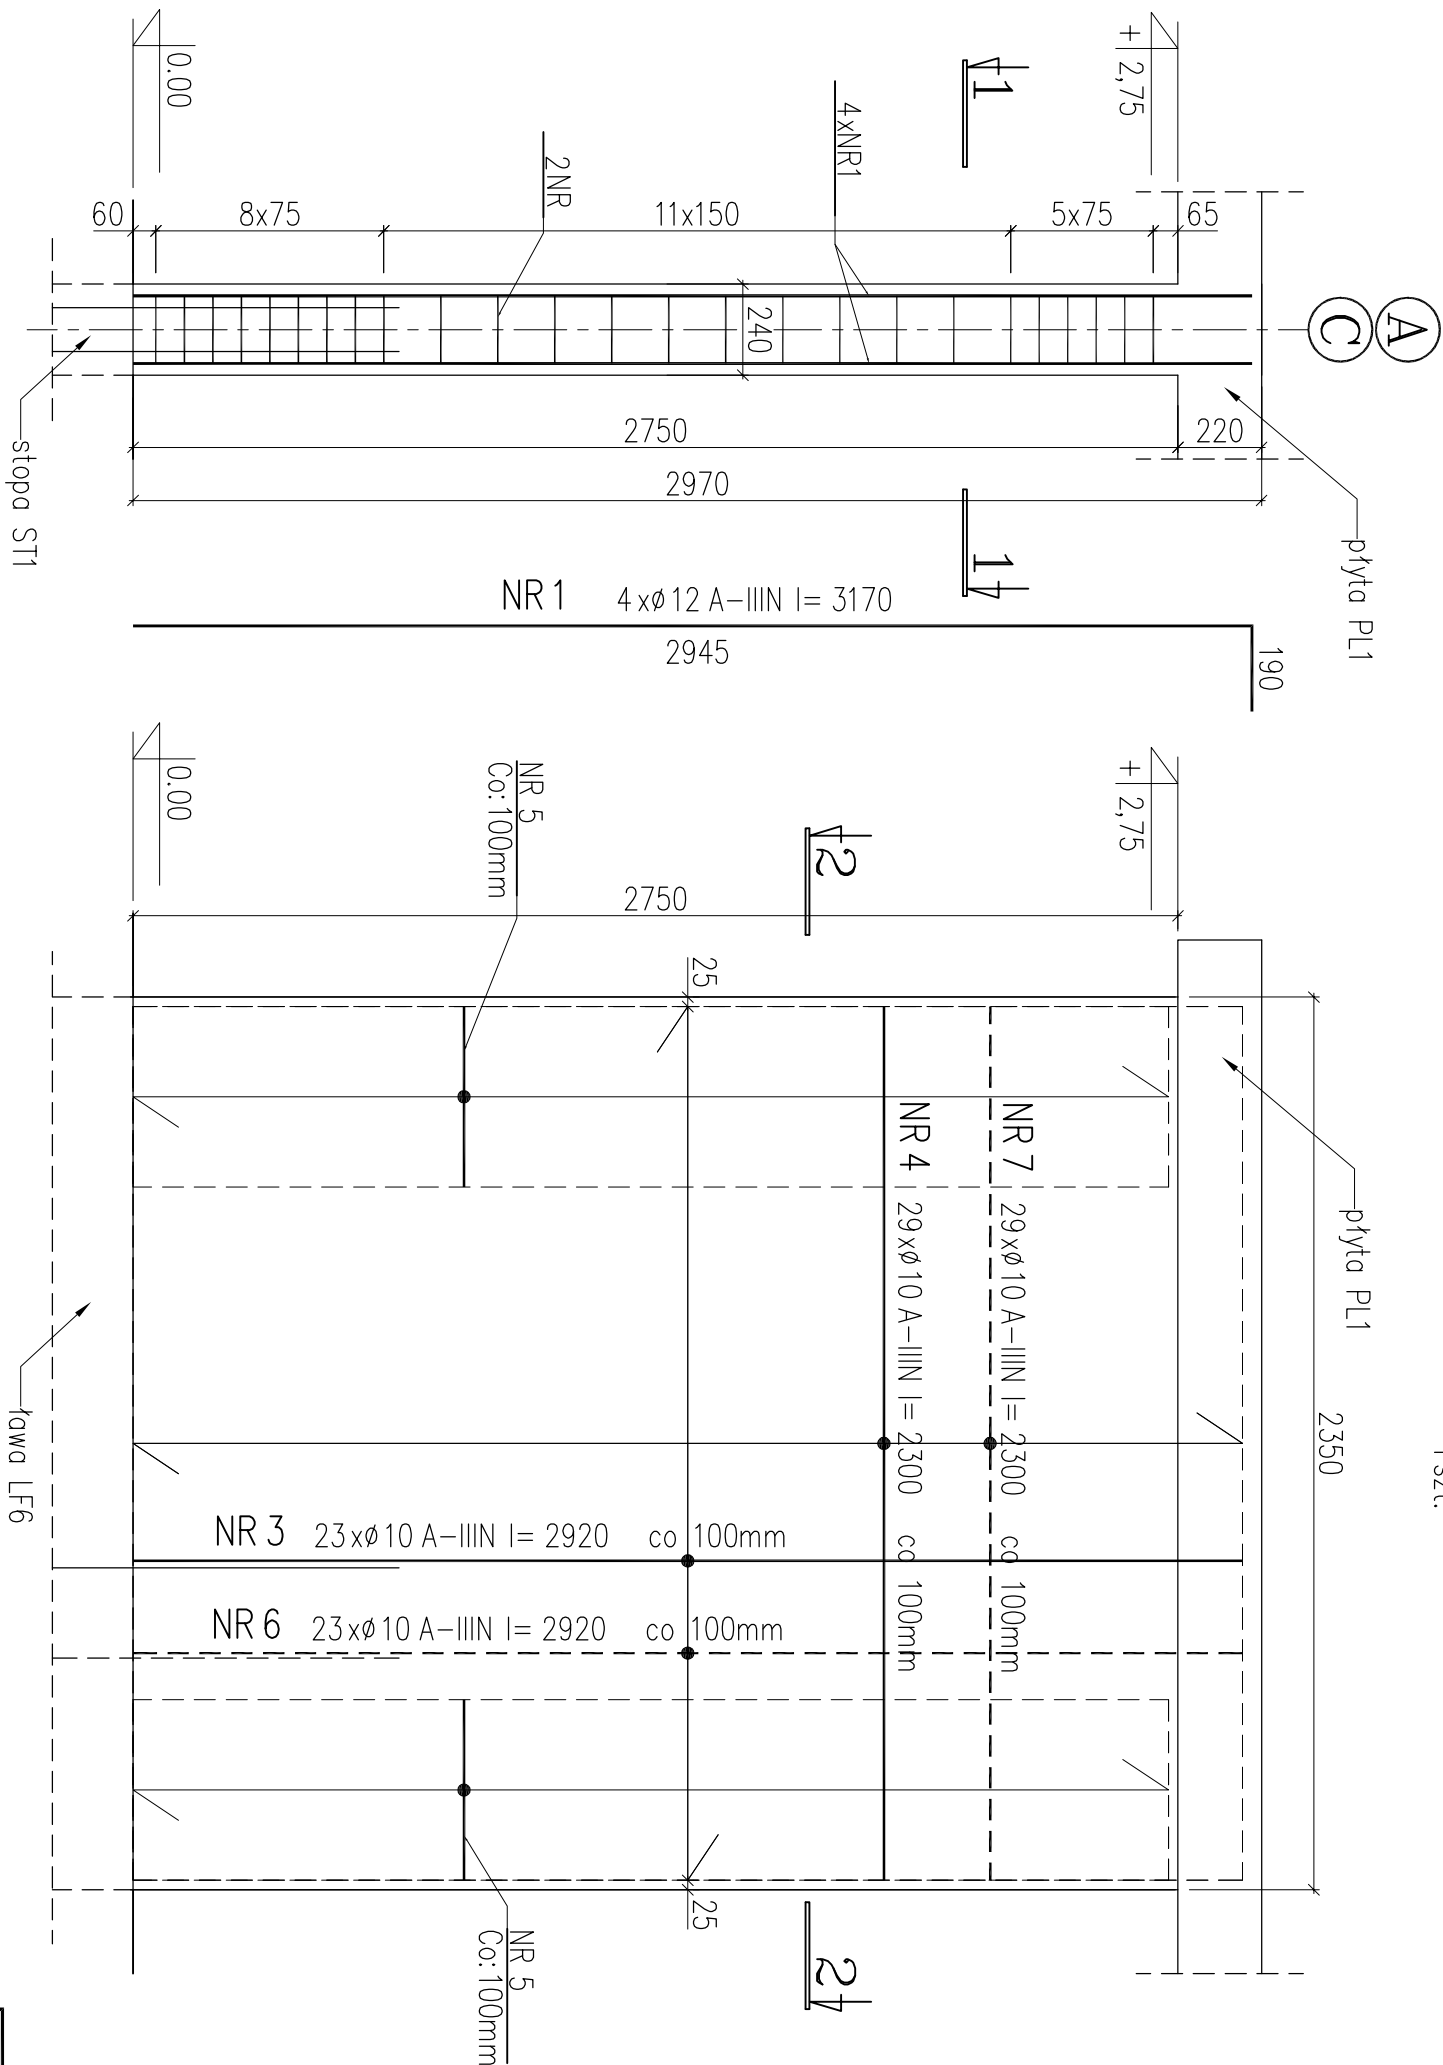 + 2,75
0.00
1
4xNR1
2NR
60
8x75
11x150
5x75
65
240
A
C
2750
220
2970
stopa ST1
płyta PL1
1
NR 1 4xø12 A-IIIN l= 3170
2945
190
+ 2,75
0.00
NR 5
Co:100mm
2
2750
25
2350
płyta PL1
NR 7 29xø10 A-IIIN l= 2300 co 100mm
NR 4 29xø10 A-IIIN l= 2300 co 100mm
NR 3 23xø10 A-IIIN l= 2920 co 100mm
NR 6 23xø10 A-IIIN l= 2920 co 100mm
ława LF6
25
NR 5
Co:100mm
2